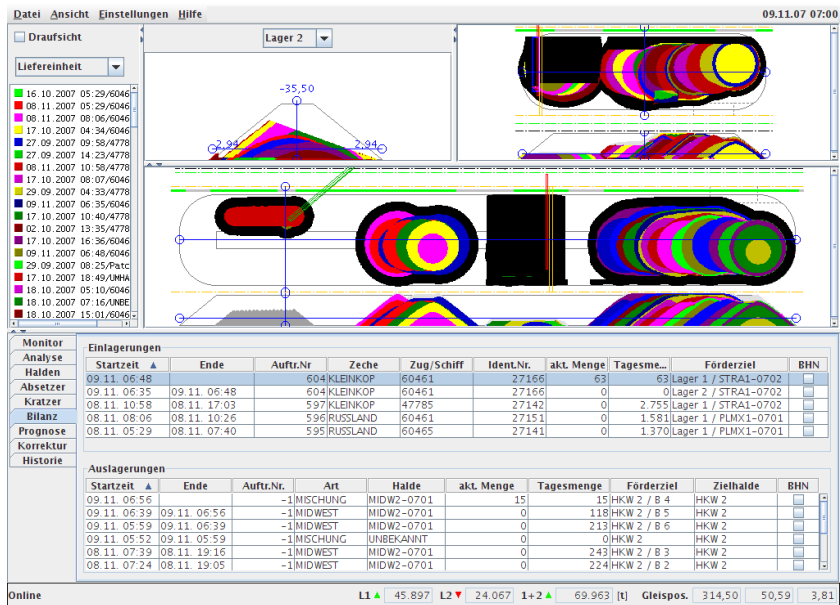 Datei Ansicht Einstellungen Hilfe 09.11.07 07:00
Draufsicht
Lager 2
Liefereinheit
16.10.2007 05:29/6046
08.11.2007 05:29/6046
08.11.2007 08:06/6046
17.10.2007 04:34/6046
27.09.2007 09:58/4778
27.09.2007 14:23/4778
08.11.2007 10:58/4778
17.10.2007 08:07/6046
29.09.2007 04:33/4778
09.11.2007 06:35/6046
17.10.2007 10:40/4778
02.10.2007 13:35/4778
17.10.2007 16:36/6046
09.11.2007 06:48/6046
29.09.2007 08:25/Patc
17.10.2007 18:49/UMHA
18.10.2007 05:10/6046
18.10.2007 07:16/UNBE
18.10.2007 15:01/6046
-35,50
-2,94 2,94
Monitor
Analyse
Halden
Absetzer
Kratzer
Bilanz
Prognose
Korrektur
Historie
Einlagerungen
Startzeit Ende Auftr.Nr Zeche Zug/Schiff Ident.Nr. akt. Menge Tagesme... Förderziel BHN
09.11. 06:48 604 KLEINKOP 60461 27166 63 63 Lager 1 / STRA1-0702
09.11. 06:35 09.11. 06:48 604 KLEINKOP 60461 27166 0 0 Lager 2 / STRA1-0702
08.11. 10:58 08.11. 17:03 597 KLEINKOP 47785 27142 0 2.755 Lager 1 / STRA1-0702
08.11. 08:06 08.11. 10:26 596 RUSSLAND 60462 27151 0 1.581 Lager 1 / PLMX1-0701
08.11. 05:29 08.11. 07:40 595 RUSSLAND 60465 27141 0 1.370 Lager 1 / PLMX1-0701
Auslagerungen
Startzeit Ende Auftr.Nr. Art Halde akt. Menge Tagesmenge Förderziel Zielhalde BHN
09.11. 06:56 -1 MISCHUNG MIDW2-0701 15 15 HKW 2 / B 4 HKW 2
09.11. 06:39 09.11. 06:56 -1 MIDWEST MIDW2-0701 0 118 HKW 2 / B 5 HKW 2
09.11. 05:59 09.11. 06:39 -1 MIDWEST MIDW2-0701 0 213 HKW 2 / B 6 HKW 2
09.11. 05:52 09.11. 05:59 -1 MISCHUNG UNBEKANNT 0 0 HKW 2 HKW 2
08.11. 07:39 08.11. 19:16 -1 MIDWEST MIDW2-0701 0 243 HKW 2 / B 3 HKW 2
08.11. 07:24 08.11. 19:05 -1 MIDWEST MIDW2-0701 0 224 HKW 2 / B 2 HKW 2
Online L1 45.897 L2 24.067 1+2 69.963 [t] Gleispos. 314,50 50,59 3,81